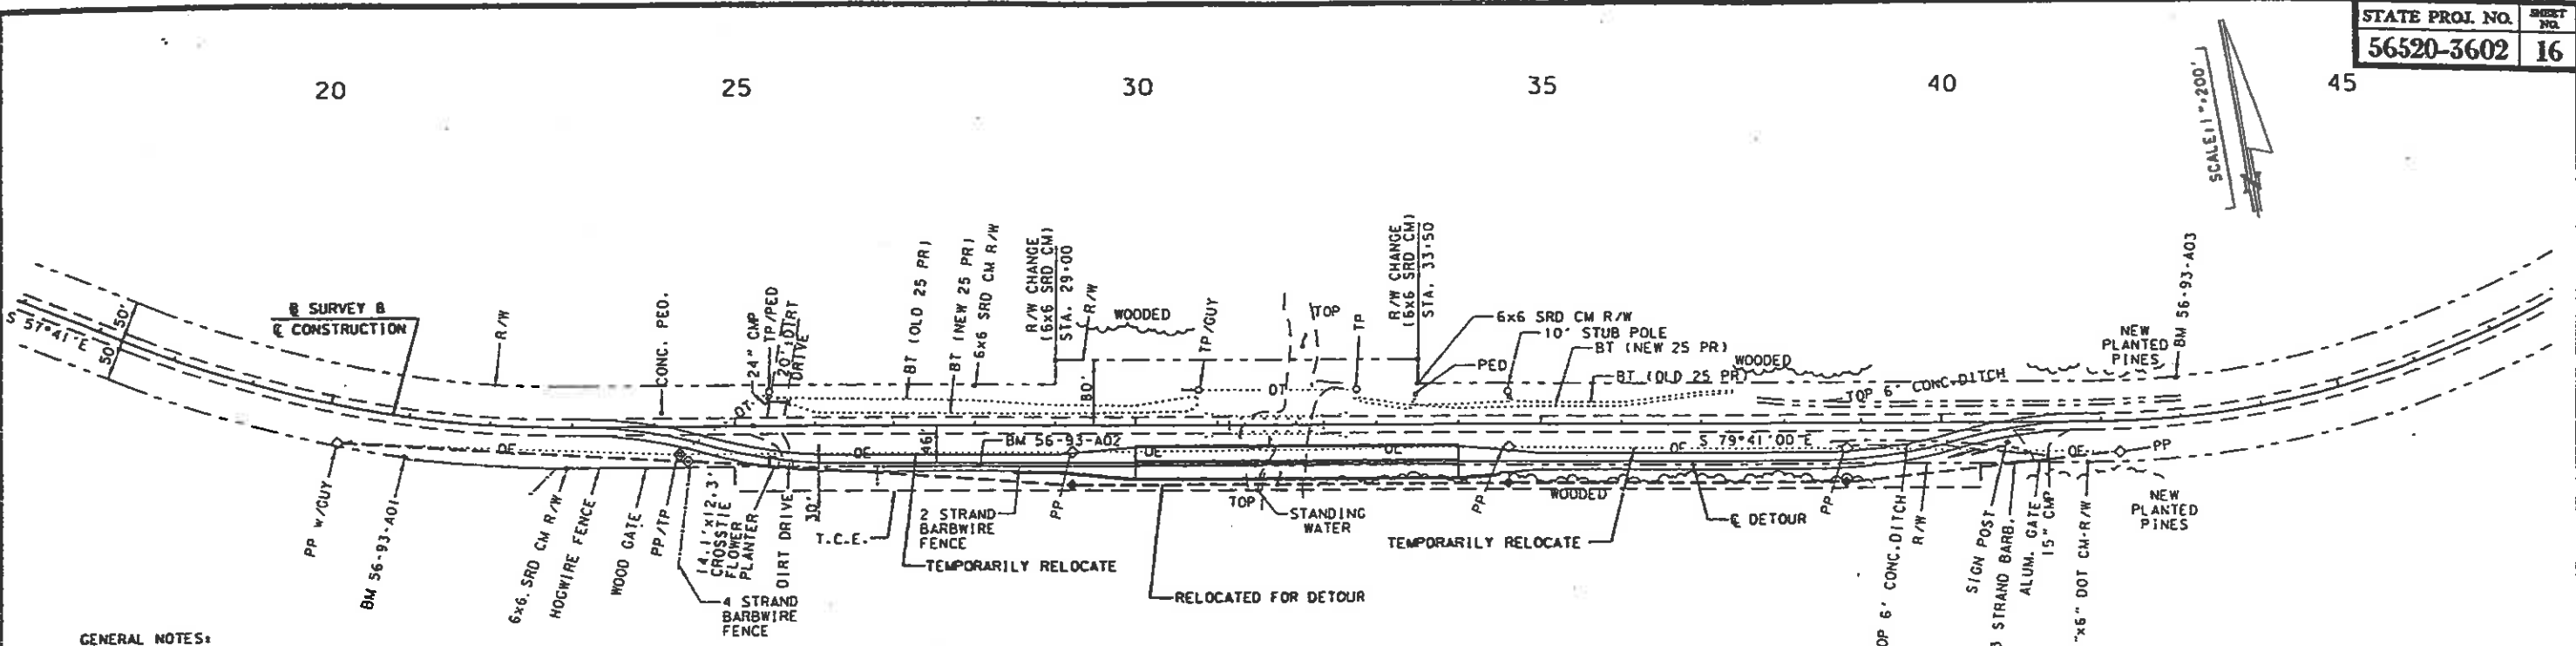 STATE PROJ. NO.
SHEET NO.
56520-3602
16
20
25
30
35
40
45
SCALE: 1"=200'
N
S 57°41'E
50'
50'
℄ SURVEY B
℄ CONSTRUCTION
R/W
CONC. PED.
24" CMP
TP/PED
20' DIRT
DRIVE
BT (OLD 25 PR)
BT (NEW 25 PR)
6x6 SRD CM R/W
R/W CHANGE
(6x6 SRD CM)
STA. 29+00
R/W
WOODED
80'
TP/GUY
TOP
OT
TP
R/W CHANGE
(6x6 SRD CM)
STA. 33+50
6x6 SRD CM R/W
10' STUB POLE
BT (NEW 25 PR)
PED
BT (OLD 25 PR)
WOODED
TOP 6' CONC.DITCH
NEW
PLANTED
PINES
BM 56-93-A03
OT
OE
OE
46'
BM 56-93-A02
OE
OE
OE
S 79°41'00"E
OE
PP
PP W/GUY
BM 56-93-A01
6x6. SRD CM R/W
HOGWIRE FENCE
WOOD GATE
PP/TP
14.1'x12.3'
CROSSTIE
FLOWER
PLANTER
DIRT DRIVE
30'
4 STRAND
BARBWIRE
FENCE
T.C.E.
2 STRAND
BARBWIRE
FENCE
TEMPORARILY RELOCATE
PP
TOP
STANDING
WATER
RELOCATED FOR DETOUR
PP
WOODED
TEMPORARILY RELOCATE
℄ DETOUR
PP
OP 6' CONC.DITCH
R/W
SIGN POST
3 STRAND BARB.
ALUM. GATE
15" CMP
"x6" DOT CM-R/W
NEW
PLANTED
PINES
GENERAL NOTES: